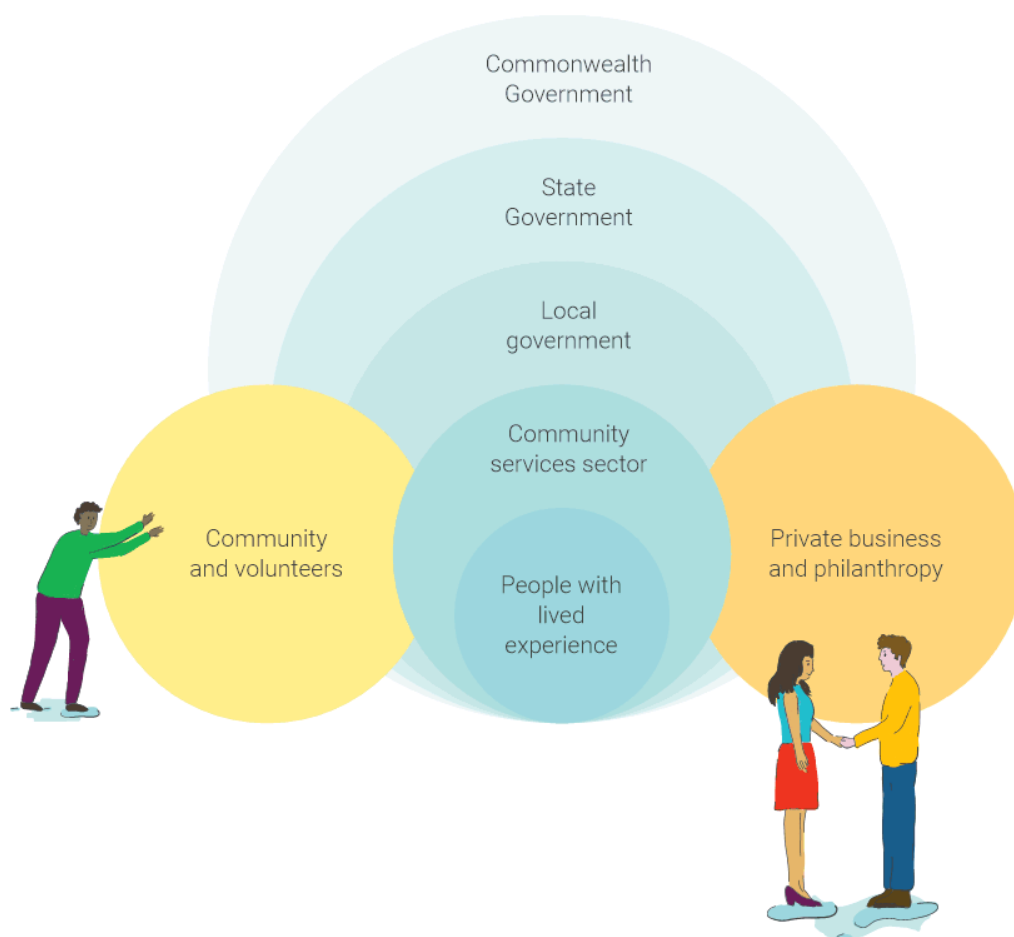 Commonwealth
Government
State
Government
Local
government
Community
services sector
Community
and volunteers
Private business
and philanthropy
People with
lived
experience